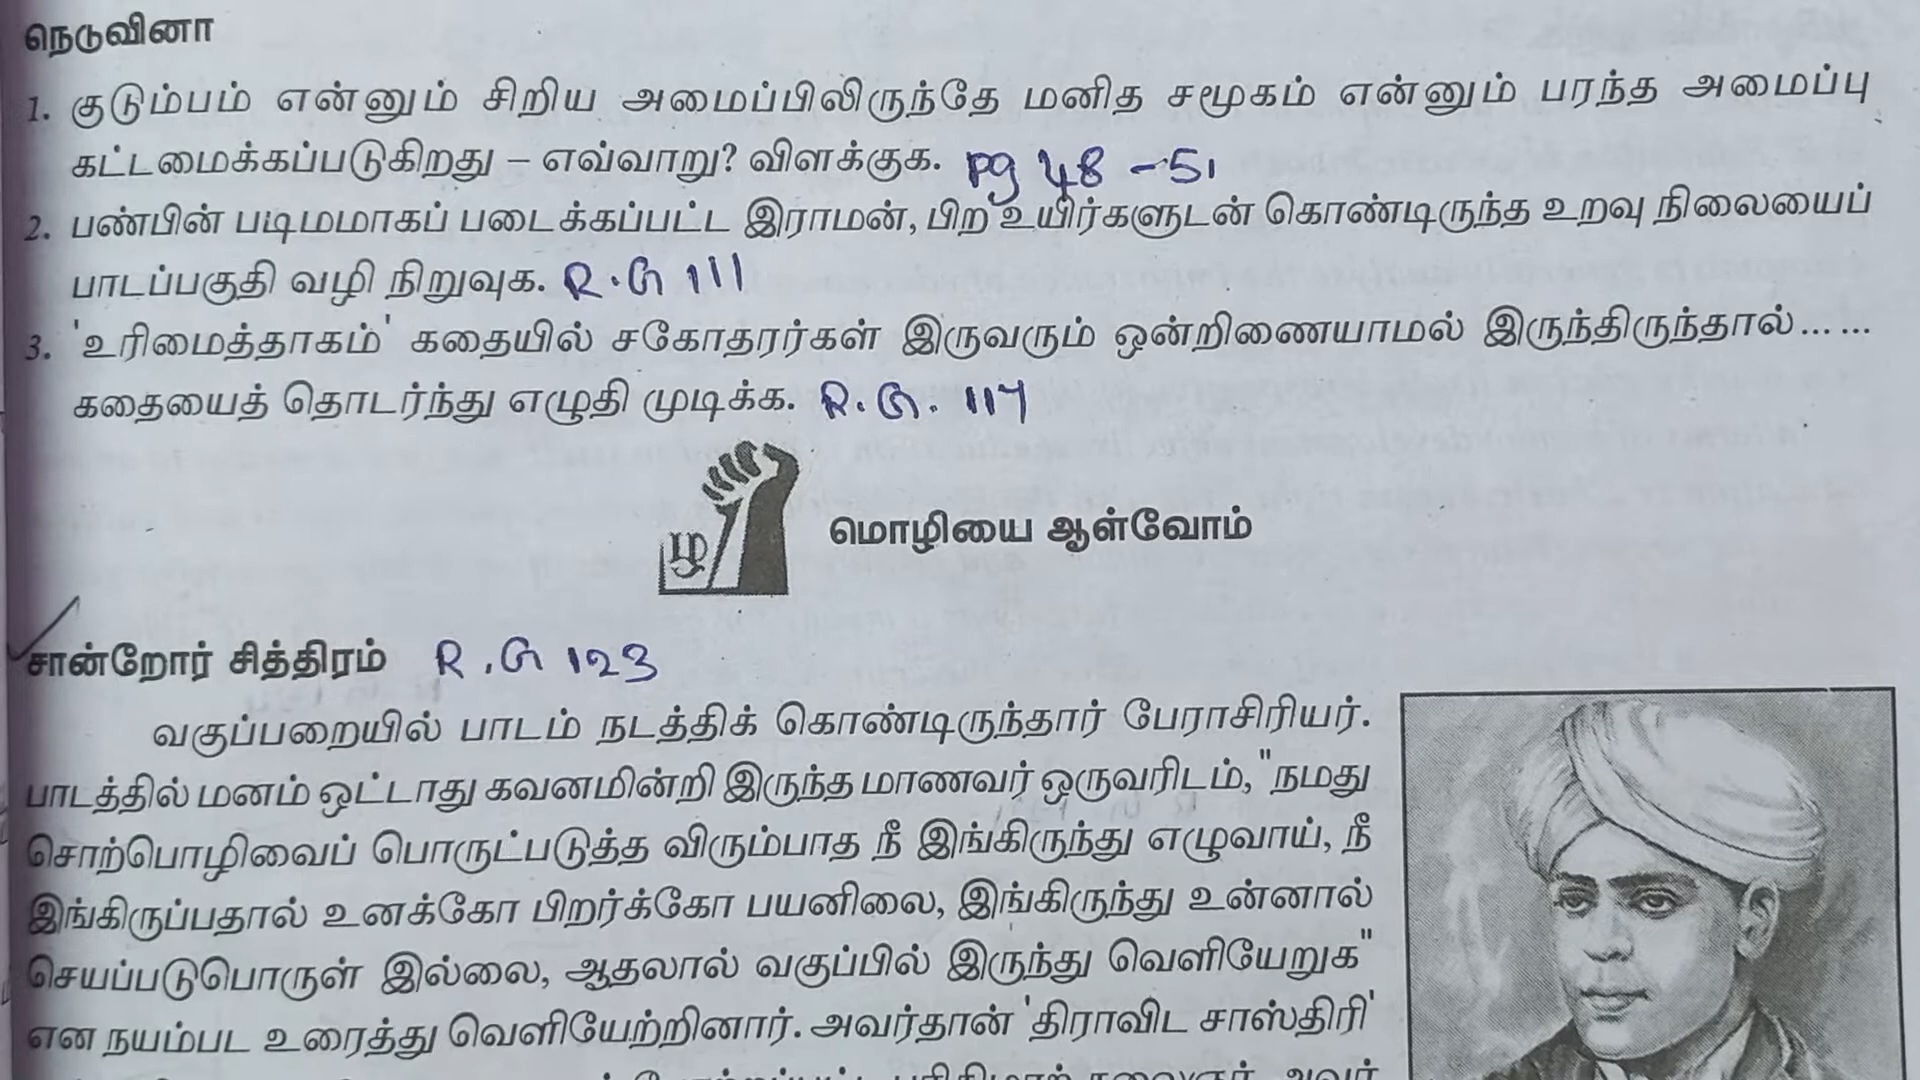 நெடுவினா
1. குடும்பம் என்னும் சிறிய அமைப்பிலிருந்தே மனித சமூகம் என்னும் பரந்த அமைப்பு
கட்டமைக்கப்படுகிறது – எவ்வாறு? விளக்குக. Pg 48 - 51
2. பண்பின் படிமமாகப் படைக்கப்பட்ட இராமன், பிற உயிர்களுடன் கொண்டிருந்த உறவு நிலையைப்
பாடப்பகுதி வழி நிறுவுக. R.G 111
3. 'உரிமைத்தாகம்' கதையில் சகோதரர்கள் இருவரும் ஒன்றிணையாமல் இருந்திருந்தால்......
கதையைத் தொடர்ந்து எழுதி முடிக்க. R.G. 117
ழ
மொழியை ஆள்வோம்
சான்றோர் சித்திரம் R.G 123
வகுப்பறையில் பாடம் நடத்திக் கொண்டிருந்தார் பேராசிரியர்.
பாடத்தில் மனம் ஒட்டாது கவனமின்றி இருந்த மாணவர் ஒருவரிடம், "நமது
சொற்பொழிவைப் பொருட்படுத்த விரும்பாத நீ இங்கிருந்து எழுவாய், நீ
இங்கிருப்பதால் உனக்கோ பிறர்க்கோ பயனிலை, இங்கிருந்து உன்னால்
செயப்படுபொருள் இல்லை, ஆதலால் வகுப்பில் இருந்து வெளியேறுக"
என நயம்பட உரைத்து வெளியேற்றினார். அவர்தான் 'திராவிட சாஸ்திரி'